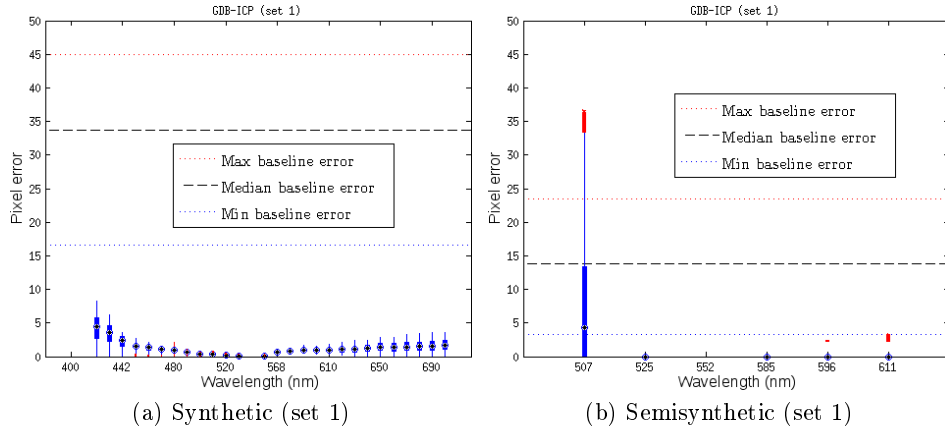 GDB-ICP (set 1)
50
45
40
35
30
25
20
15
10
5
0
Pixel error
Max baseline error
Median baseline error
Min baseline error
400 442 480 520 560 610 650 690
Wavelength (nm)
(a) Synthetic (set 1)
GDB-ICP (set 1)
50
45
40
35
30
25
20
15
10
5
0
Pixel error
Max baseline error
Median baseline error
Min baseline error
507 525 552 585 596 611
Wavelength (nm)
(b) Semisynthetic (set 1)